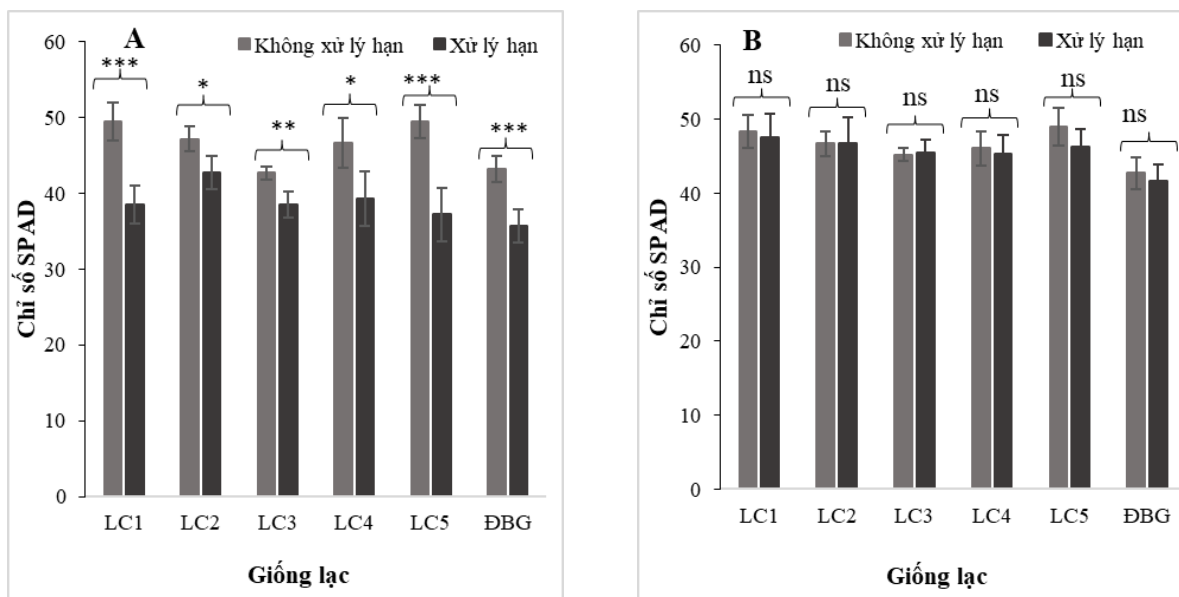 A
Không xử lý hạn Xử lý hạn
60
50
40
30
20
10
0
*** * ** * *** ***
Chỉ số SPAD
LC1 LC2 LC3 LC4 LC5 ĐBG
Giống lạc
B
Không xử lý hạn Xử lý hạn
60
50
40
30
20
10
0
ns ns ns ns ns ns
Chỉ số SPAD
LC1 LC2 LC3 LC4 LC5 ĐBG
Giống lạc